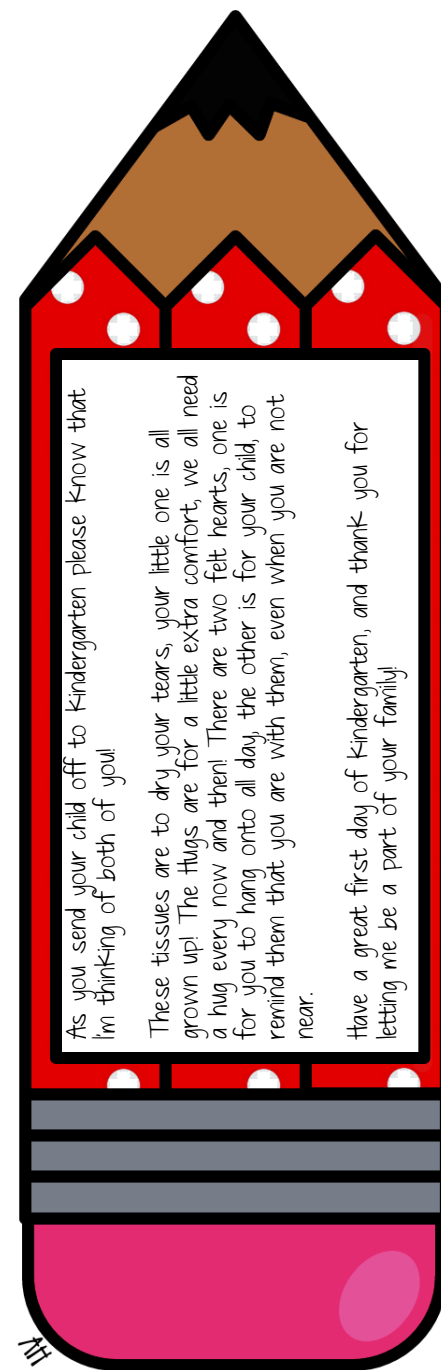 As you send your child off to Kindergarten please know that
I'm thinking of both of you!
These tissues are to dry your tears, your little one is all
grown up! The Hugs are for a little extra comfort, we all need
a hug every now and then! There are two felt hearts, one is
for you to hang onto all day, the other is for your child, to
remind them that you are with them, even when you are not
near.
Have a great first day of Kindergarten, and thank you for
letting me be a part of your family!
AH